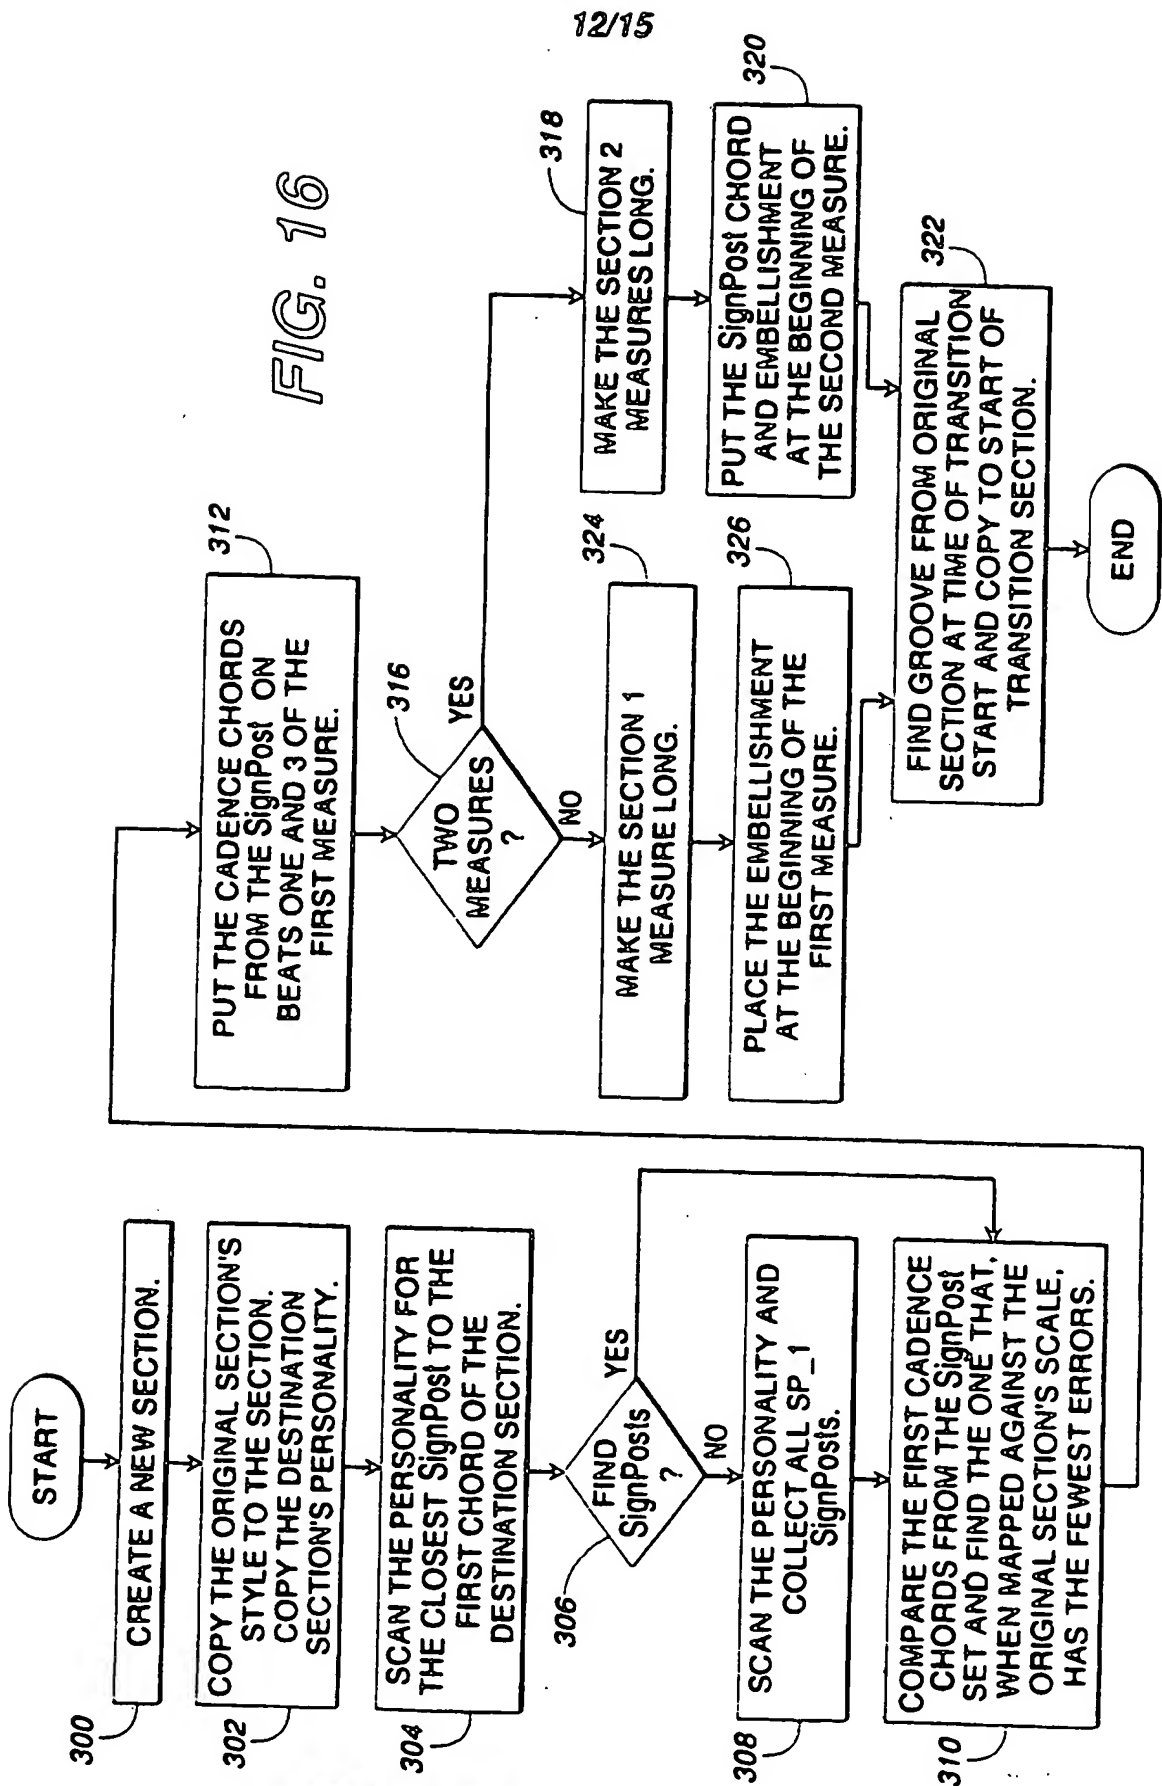 12/15
FIG. 16
START
300
CREATE A NEW SECTION.
302
COPY THE ORIGINAL SECTION'S
STYLE TO THE SECTION.
COPY THE DESTINATION
SECTION'S PERSONALITY.
304
SCAN THE PERSONALITY FOR
THE CLOSEST SignPost TO THE
FIRST CHORD OF THE
DESTINATION SECTION.
306
FIND
SignPosts
?
YES
NO
308
SCAN THE PERSONALITY AND
COLLECT ALL SP_1
SignPosts.
310
COMPARE THE FIRST CADENCE
CHORDS FROM THE SignPost
SET AND FIND THE ONE THAT,
WHEN MAPPED AGAINST THE
ORIGINAL SECTION'S SCALE,
HAS THE FEWEST ERRORS.
312
PUT THE CADENCE CHORDS
FROM THE SignPost ON
BEATS ONE AND 3 OF THE
FIRST MEASURE.
316
TWO
MEASURES
?
YES
NO
318
MAKE THE SECTION 2
MEASURES LONG.
320
PUT THE SignPost CHORD
AND EMBELLISHMENT
AT THE BEGINNING OF
THE SECOND MEASURE.
324
MAKE THE SECTION 1
MEASURE LONG.
326
PLACE THE EMBELLISHMENT
AT THE BEGINNING OF THE
FIRST MEASURE.
322
FIND GROOVE FROM ORIGINAL
SECTION AT TIME OF TRANSITION
START AND COPY TO START OF
TRANSITION SECTION.
END